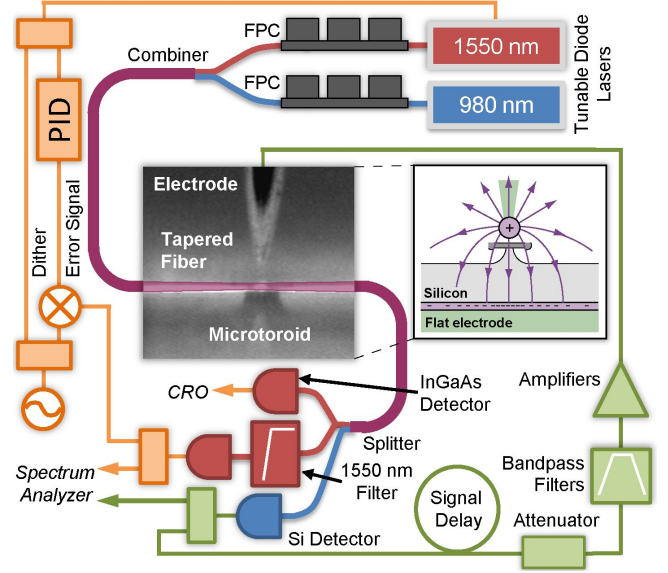 FPC
1550 nm
Combiner
FPC
980 nm
Tunable Diode
Lasers
PID
Dither
Error Signal
Electrode
Tapered
Fiber
Microtoroid
+
Silicon
Flat electrode
CRO
InGaAs
Detector
Splitter
1550 nm
Filter
Spectrum
Analyzer
Si Detector
Signal
Delay
Amplifiers
Bandpass
Filters
Attenuator